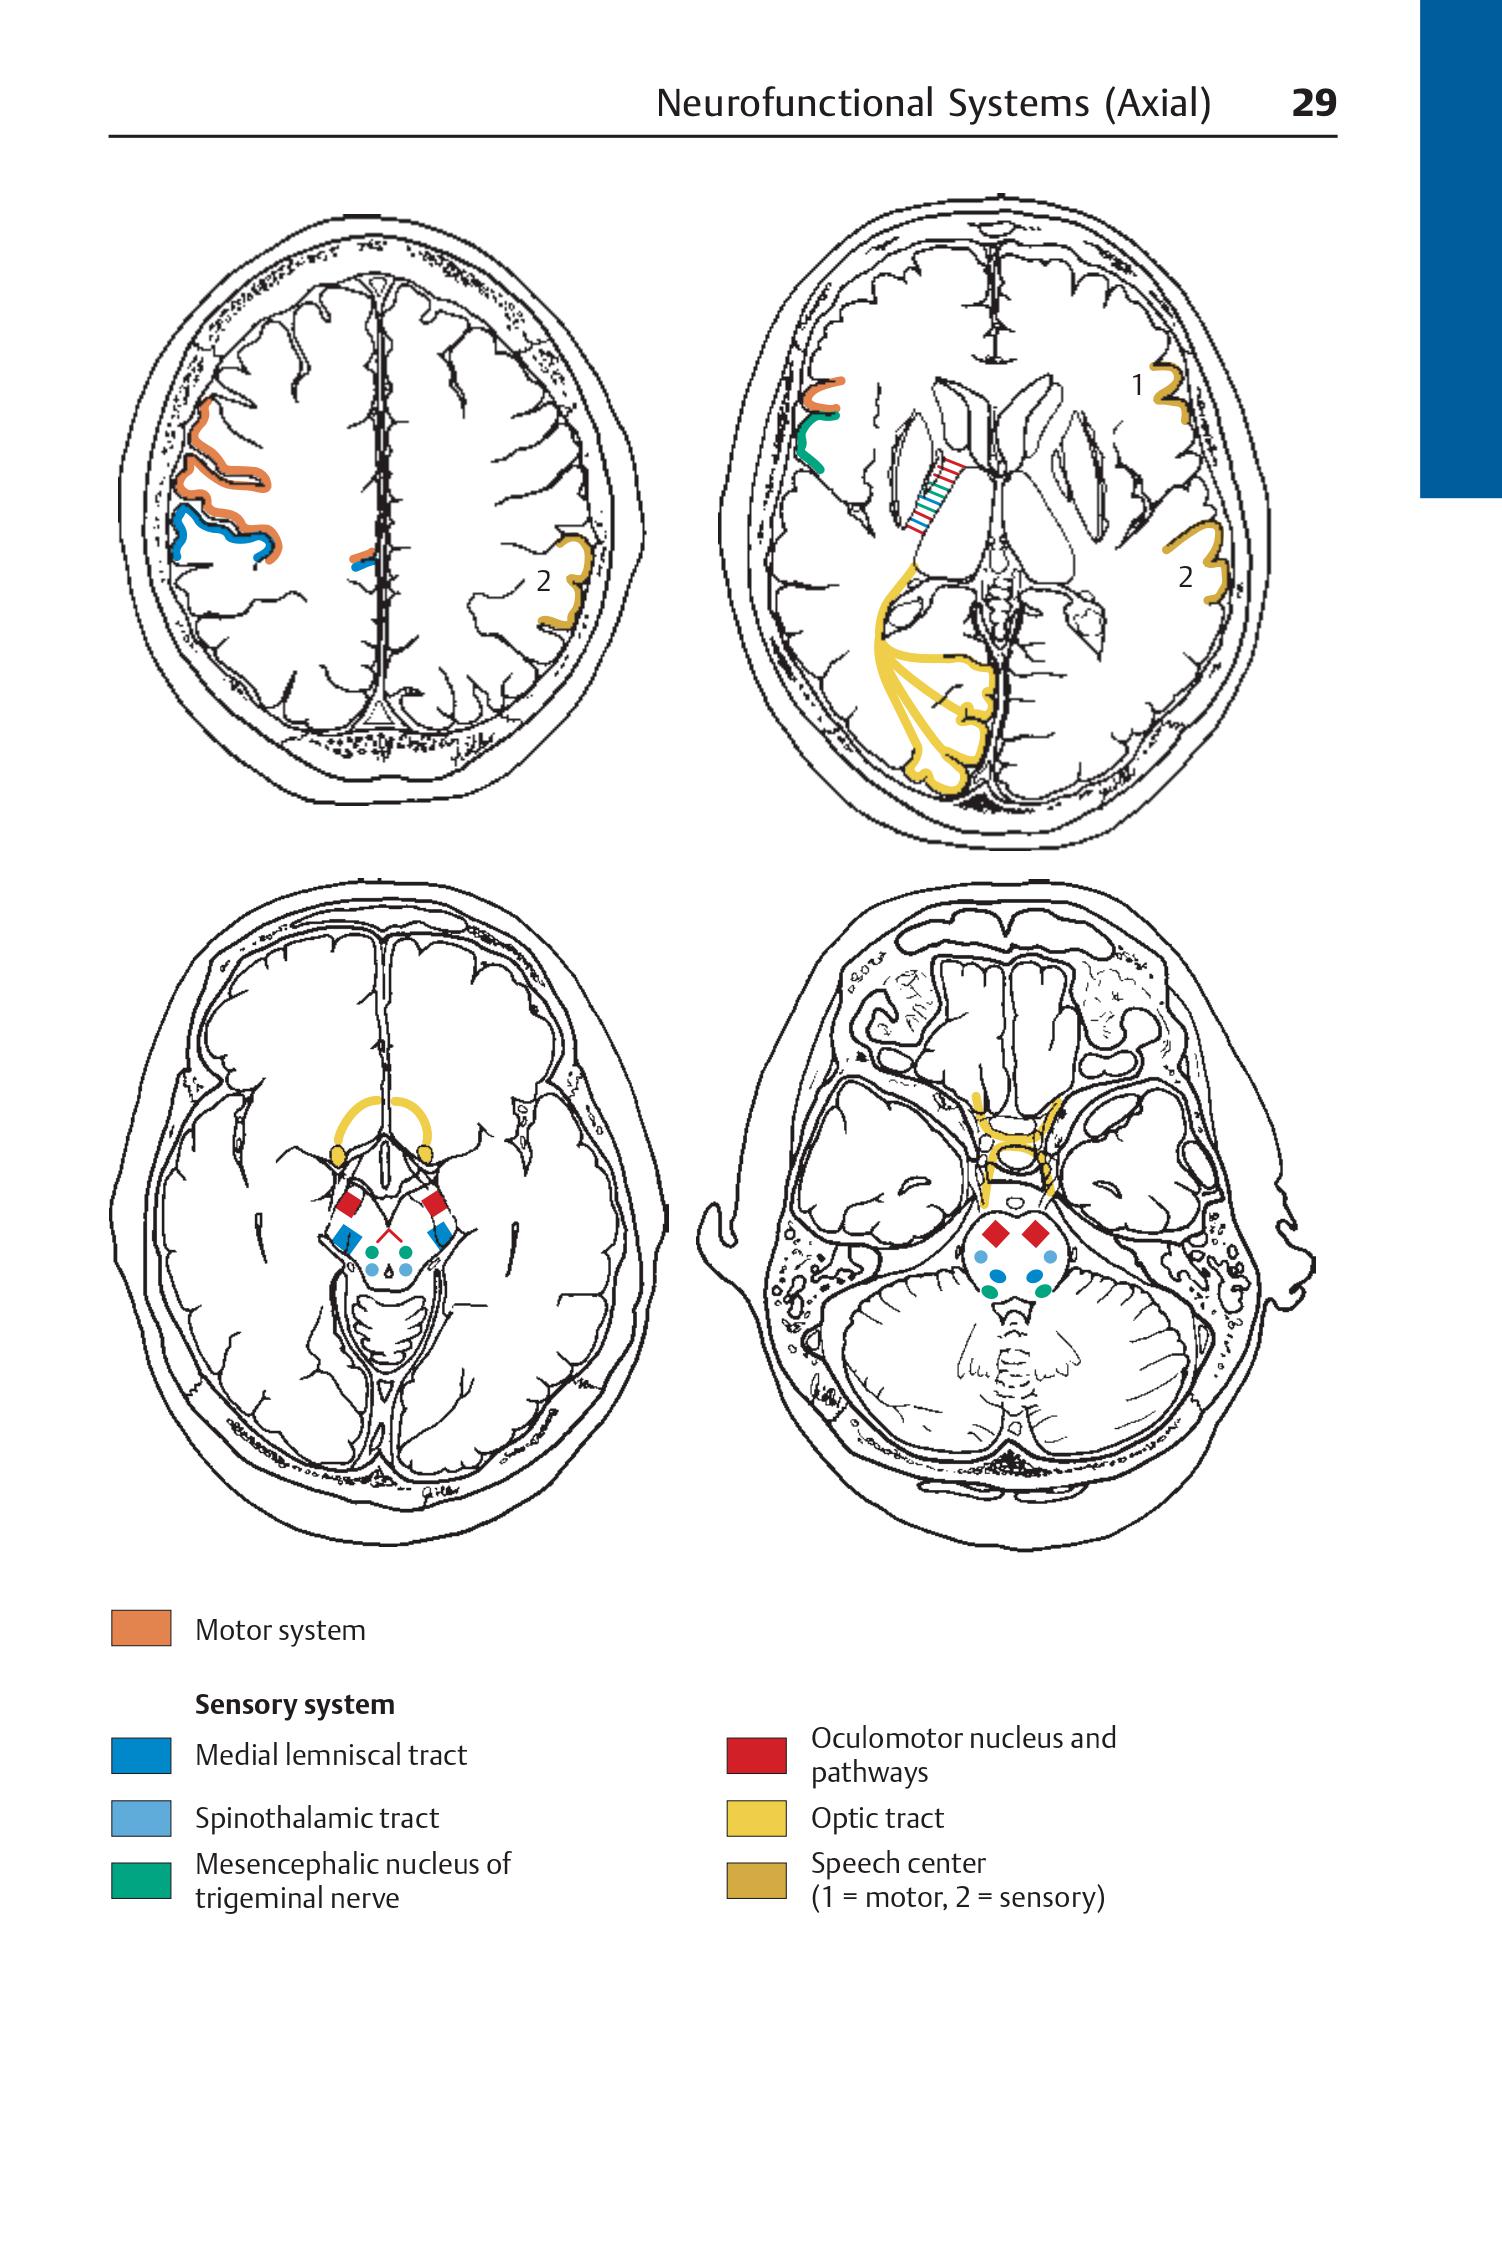 Neurofunctional Systems (Axial) 29
2
1
2
Motor system
Sensory system
Medial lemniscal tract
Spinothalamic tract
Mesencephalic nucleus of
trigeminal nerve
Oculomotor nucleus and
pathways
Optic tract
Speech center
(1 = motor, 2 = sensory)